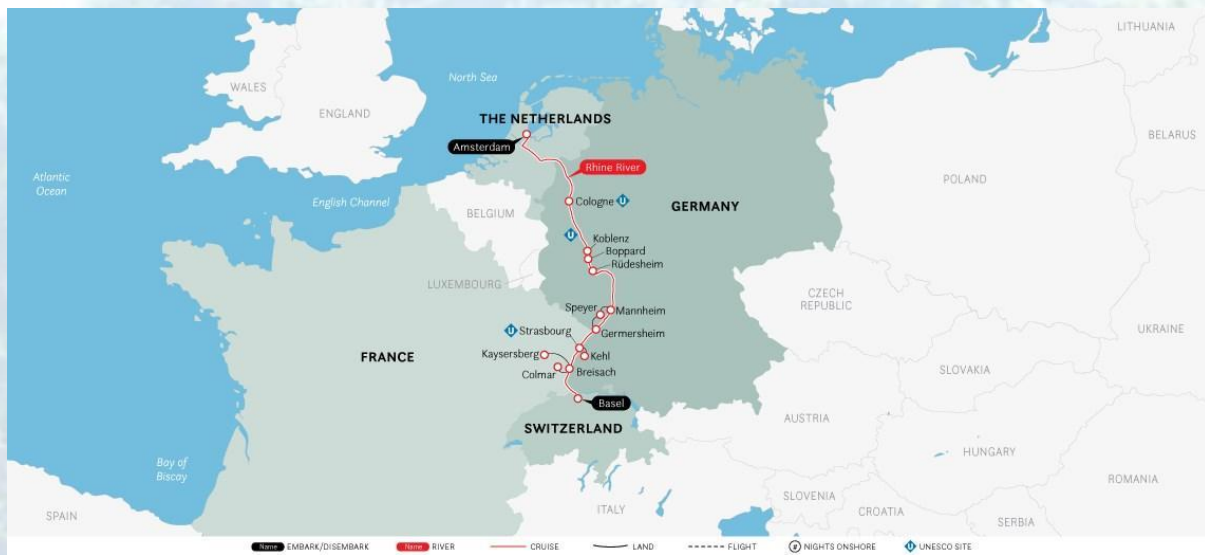 LITHUANIA
North Sea
WALES
ENGLAND
THE NETHERLANDS
Amsterdam
BELARUS
Rhine River
Atlantic
Ocean
POLAND
English Channel
BELGIUM
Cologne U
GERMANY
U
Koblenz
Boppard
Rüdesheim
LUXEMBOURG
CZECH
REPUBLIC
Speyer
Mannheim
UKRAINE
U Strasbourg
Germersheim
FRANCE
Kaysersberg
Kehl
SLOVAKIA
Colmar
Breisach
Basel
AUSTRIA
SWITZERLAND
HUNGARY
Bay of
Biscay
ROMANIA
SLOVENIA
SPAIN
ITALY
CROATIA
SERBIA
Name EMBARK/DISEMBARK Name RIVER CRUISE LAND FLIGHT # NIGHTS ONSHORE U UNESCO SITE